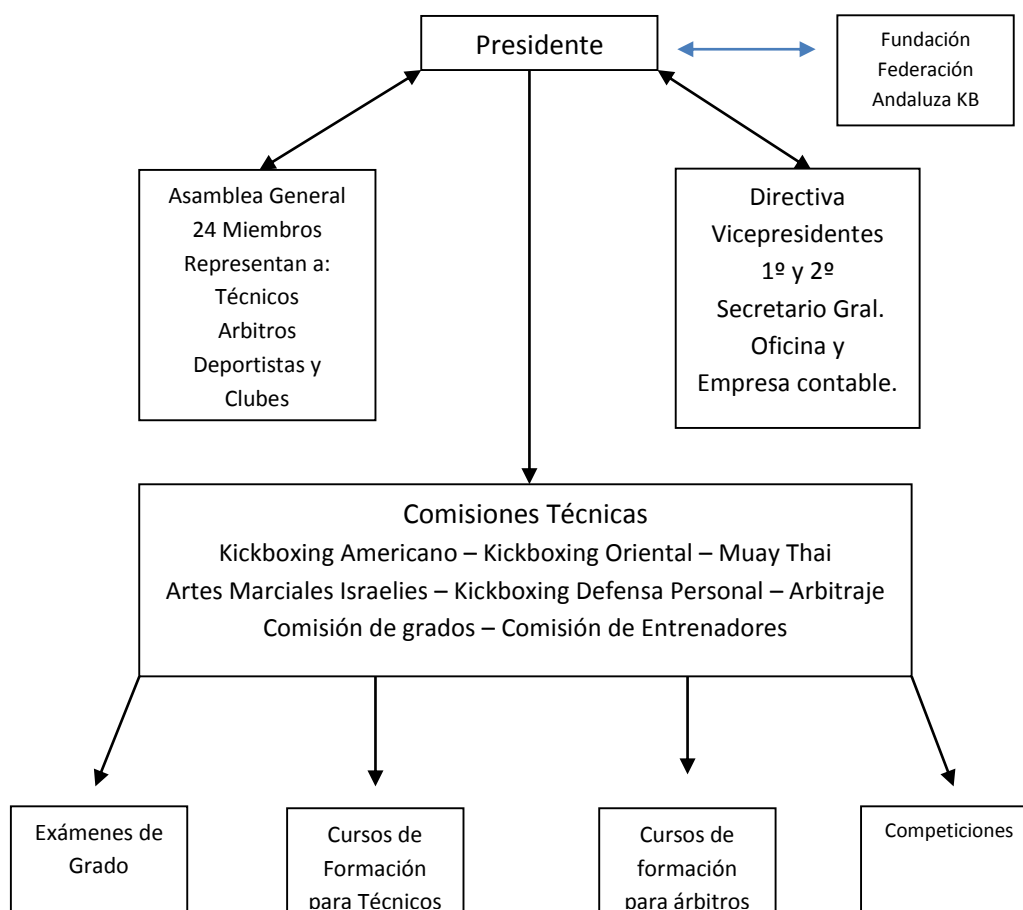 Presidente
Fundación
Federación
Andaluza KB
Asamblea General
24 Miembros
Representan a:
Técnicos
Arbitros
Deportistas y
Clubes
Directiva
Vicepresidentes
1º y 2º
Secretario Gral.
Oficina y
Empresa contable.
Comisiones Técnicas
Kickboxing Americano – Kickboxing Oriental – Muay Thai
Artes Marciales Israelies – Kickboxing Defensa Personal – Arbitraje
Comisión de grados – Comisión de Entrenadores
Exámenes de
Grado
Cursos de
Formación
para Técnicos
Cursos de
formación
para árbitros
Competiciones